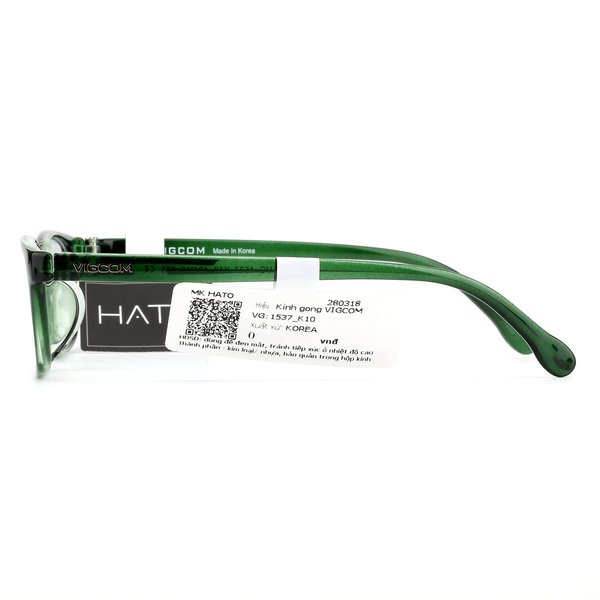 VIGCOM Made in Korea
VIGCOM
HAT
MK HATO
280318
Hiệu Kính gọng VIGCOM
VG: 1537_K10
Xuất xứ: KOREA
0 vnđ
HDSD: dùng để đeo mắt, tránh tiếp xúc ở nhiệt độ cao
Thành phần : kim loại/ nhựa, bảo quản trong hộp kính